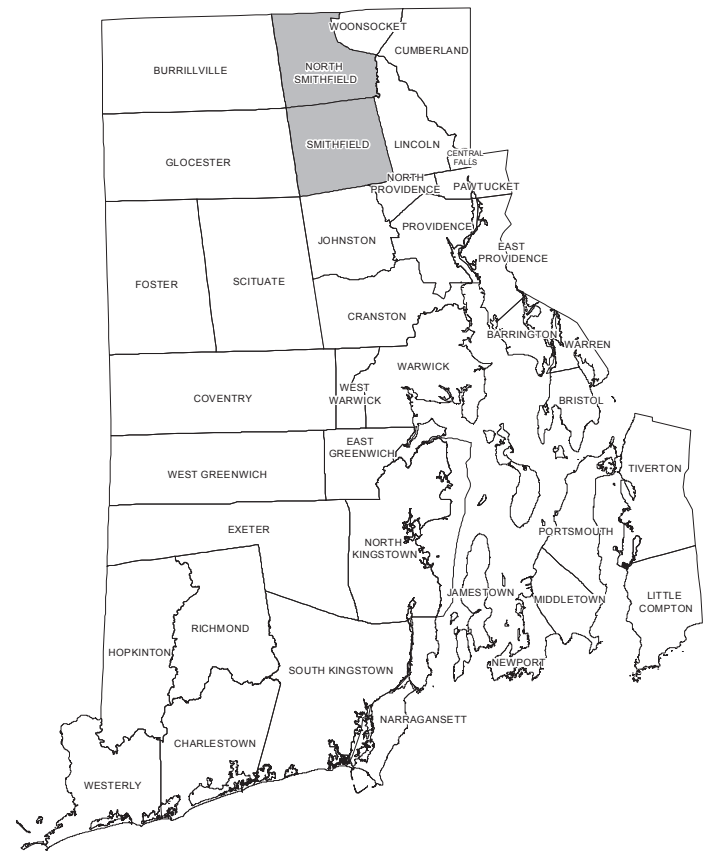 WOONSOCKET
CUMBERLAND
BURRILLVILLE
NORTH
SMITHFIELD
SMITHFIELD
LINCOLN
GLOCESTER
CENTRAL
FALLS
NORTH
PROVIDENCE
PAWTUCKET
PROVIDENCE
JOHNSTON
EAST
PROVIDENCE
FOSTER
SCITUATE
CRANSTON
BARRINGTON
WARREN
WARWICK
WEST
WARWICK
COVENTRY
BRISTOL
EAST
GREENWICH
WEST GREENWICH
TIVERTON
EXETER
PORTSMOUTH
NORTH
KINGSTOWN
JAMESTOWN
MIDDLETOWN
LITTLE
COMPTON
RICHMOND
HOPKINTON
SOUTH KINGSTOWN
NEWPORT
NARRAGANSETT
CHARLESTOWN
WESTERLY